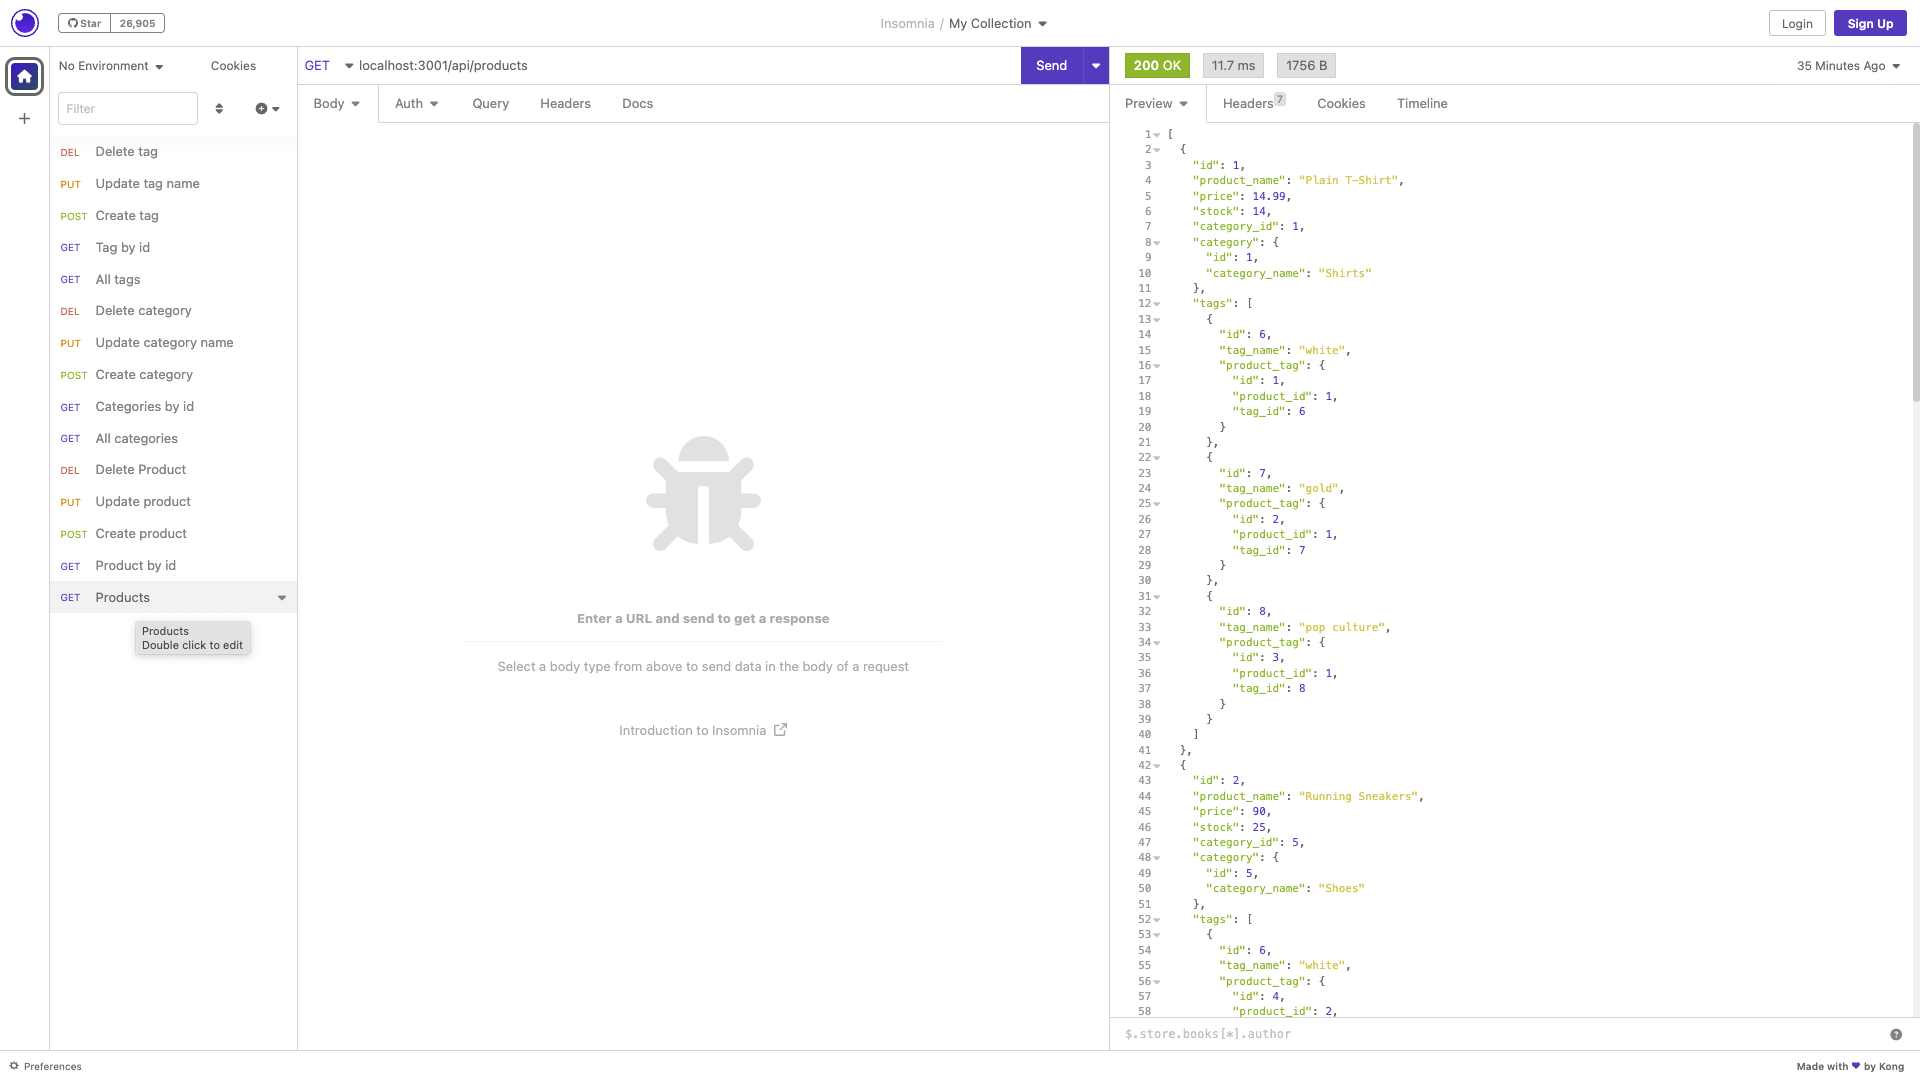 Star 26,905
Insomnia / My Collection
Login
Sign Up
No Environment
Cookies
Filter
DEL Delete tag
PUT Update tag name
POST Create tag
GET Tag by id
GET All tags
DEL Delete category
PUT Update category name
POST Create category
GET Categories by id
GET All categories
DEL Delete Product
PUT Update product
POST Create product
GET Product by id
GET Products
Products
Double click to edit
GET localhost:3001/api/products
Send
Body
Auth
Query
Headers
Docs
Enter a URL and send to get a response
Select a body type from above to send data in the body of a request
Introduction to Insomnia
200 OK
11.7 ms
1756 B
35 Minutes Ago
Preview
Headers 7
Cookies
Timeline
1 [
2 {
3 "id": 1,
4 "product_name": "Plain T-Shirt",
5 "price": 14.99,
6 "stock": 14,
7 "category_id": 1,
8 "category": {
9 "id": 1,
10 "category_name": "Shirts"
11 },
12 "tags": [
13 {
14 "id": 6,
15 "tag_name": "white",
16 "product_tag": {
17 "id": 1,
18 "product_id": 1,
19 "tag_id": 6
20 }
21 },
22 {
23 "id": 7,
24 "tag_name": "gold",
25 "product_tag": {
26 "id": 2,
27 "product_id": 1,
28 "tag_id": 7
29 }
30 },
31 {
32 "id": 8,
33 "tag_name": "pop culture",
34 "product_tag": {
35 "id": 3,
36 "product_id": 1,
37 "tag_id": 8
38 }
39 }
40 ]
41 },
42 {
43 "id": 2,
44 "product_name": "Running Sneakers",
45 "price": 90,
46 "stock": 25,
47 "category_id": 5,
48 "category": {
49 "id": 5,
50 "category_name": "Shoes"
51 },
52 "tags": [
53 {
54 "id": 6,
55 "tag_name": "white",
56 "product_tag": {
57 "id": 4,
58 "product_id": 2,
$.store.books[*].author
Preferences
Made with ♥ by Kong